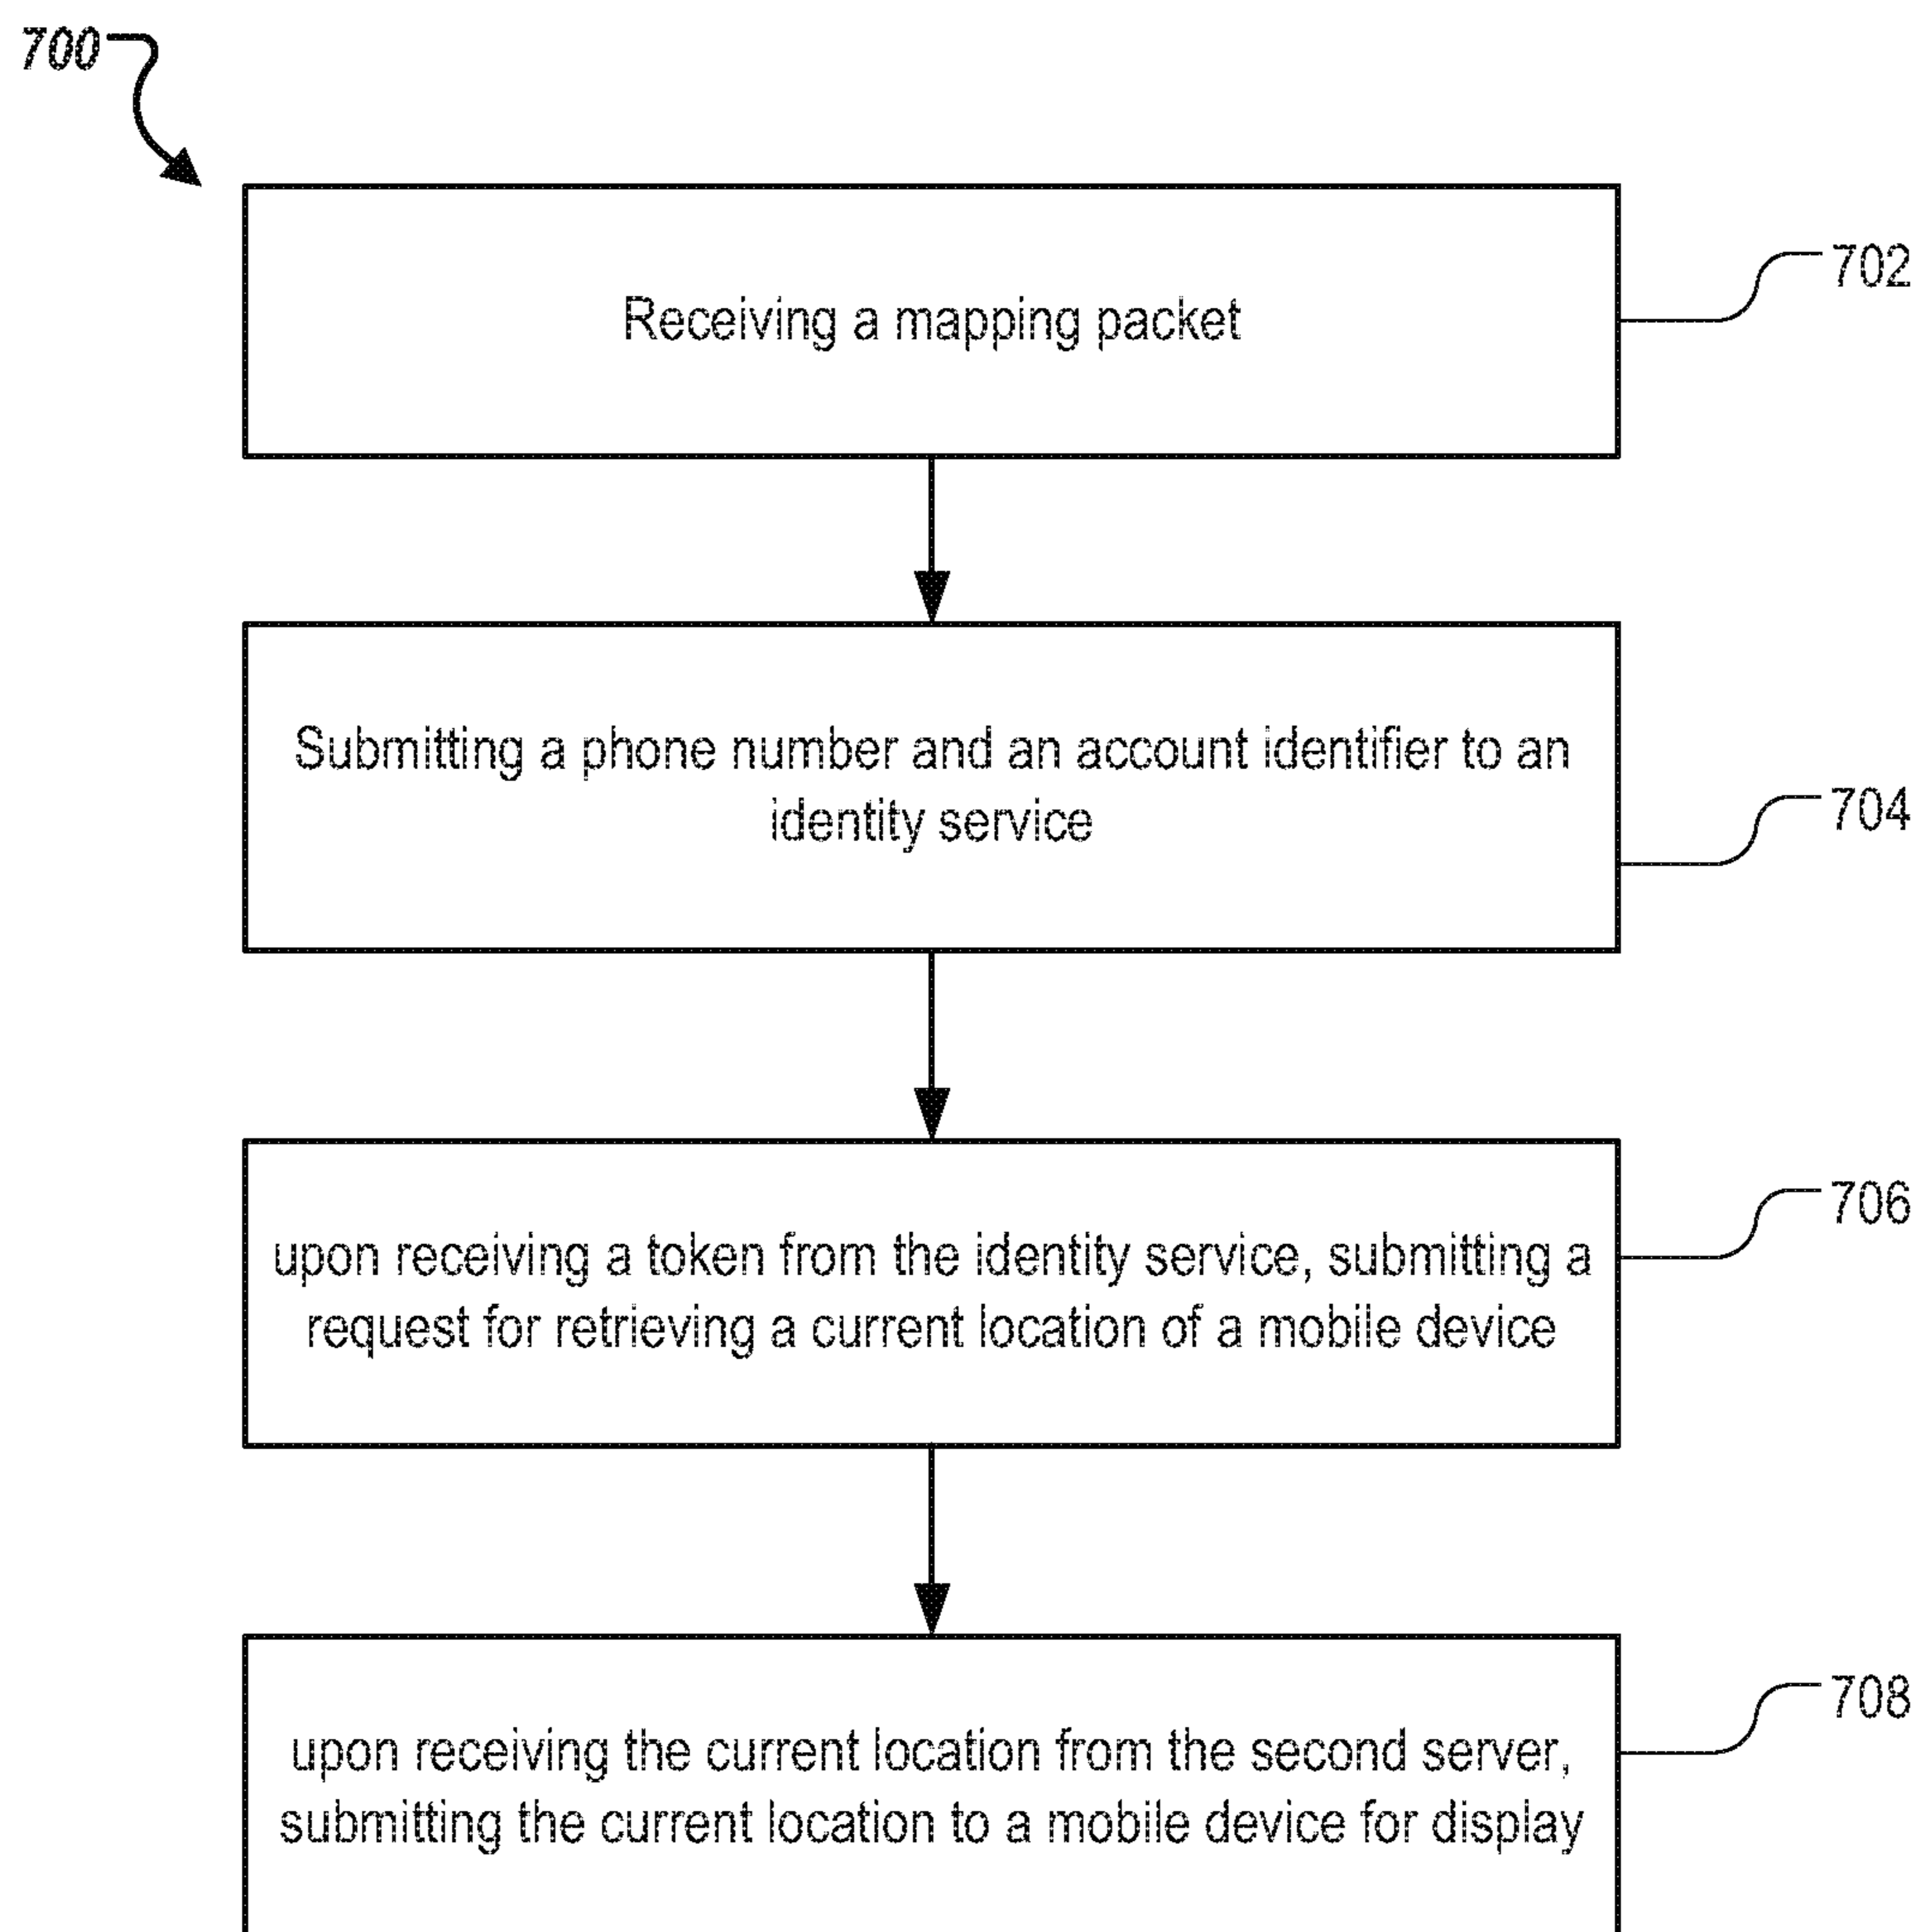 700
Receiving a mapping packet
702
Submitting a phone number and an account identifier to an
identity service
704
upon receiving a token from the identity service, submitting a
request for retrieving a current location of a mobile device
706
upon receiving the current location from the second server,
submitting the current location to a mobile device for display
708